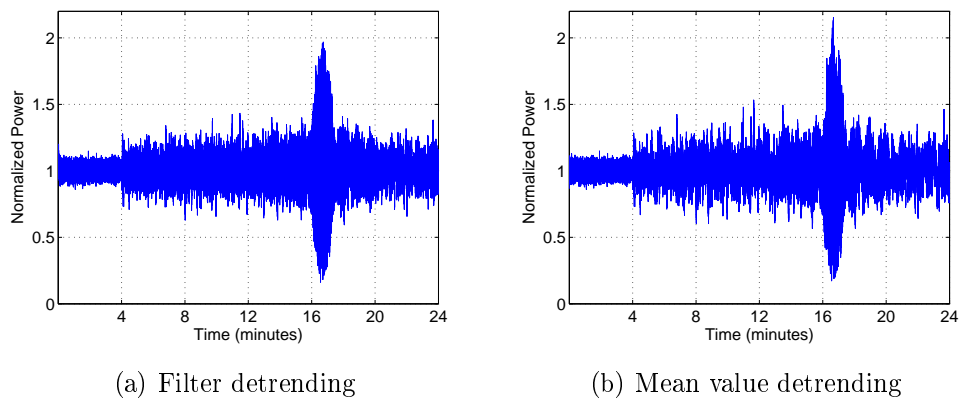 2
1.5
1
0.5
0
Normalized Power
4 8 12 16 20 24
Time (minutes)
(a) Filter detrending
2
1.5
1
0.5
0
Normalized Power
4 8 12 16 20 24
Time (minutes)
(b) Mean value detrending